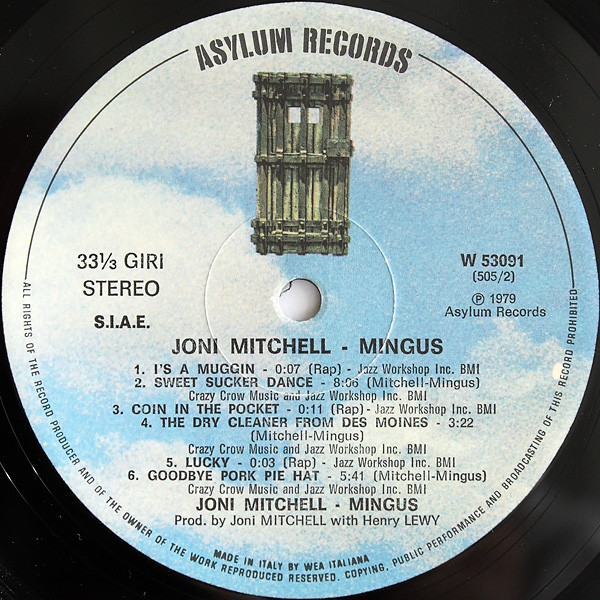 ASYLUM RECORDS
33⅓ GIRI
STEREO
S.I.A.E.
W 53091
(505/2)
℗ 1979
Asylum Records
JONI MITCHELL - MINGUS
1. I'S A MUGGIN - 0:07 (Rap) - Jazz Workshop Inc. BMI
2. SWEET SUCKER DANCE - 8:06 (Mitchell-Mingus)
Crazy Crow Music and Jazz Workshop Inc. BMI
3. COIN IN THE POCKET - 0:11 (Rap) - Jazz Workshop Inc. BMI
4. THE DRY CLEANER FROM DES MOINES - 3:22
(Mitchell-Mingus)
Crazy Crow Music and Jazz Workshop Inc. BMI
5. LUCKY - 0:03 (Rap) - Jazz Workshop Inc. BMI
6. GOODBYE PORK PIE HAT - 5:41 (Mitchell-Mingus)
Crazy Crow Music and Jazz Workshop Inc. BMI
JONI MITCHELL - MINGUS
Prod. by Joni MITCHELL with Henry LEWY
MADE IN ITALY BY WEA ITALIANA
ALL RIGHTS OF THE RECORD PRODUCER AND OF THE OWNER OF THE WORK REPRODUCED RESERVED. COPYING, PUBLIC PERFORMANCE AND BROADCASTING OF THIS RECORD PROHIBITED